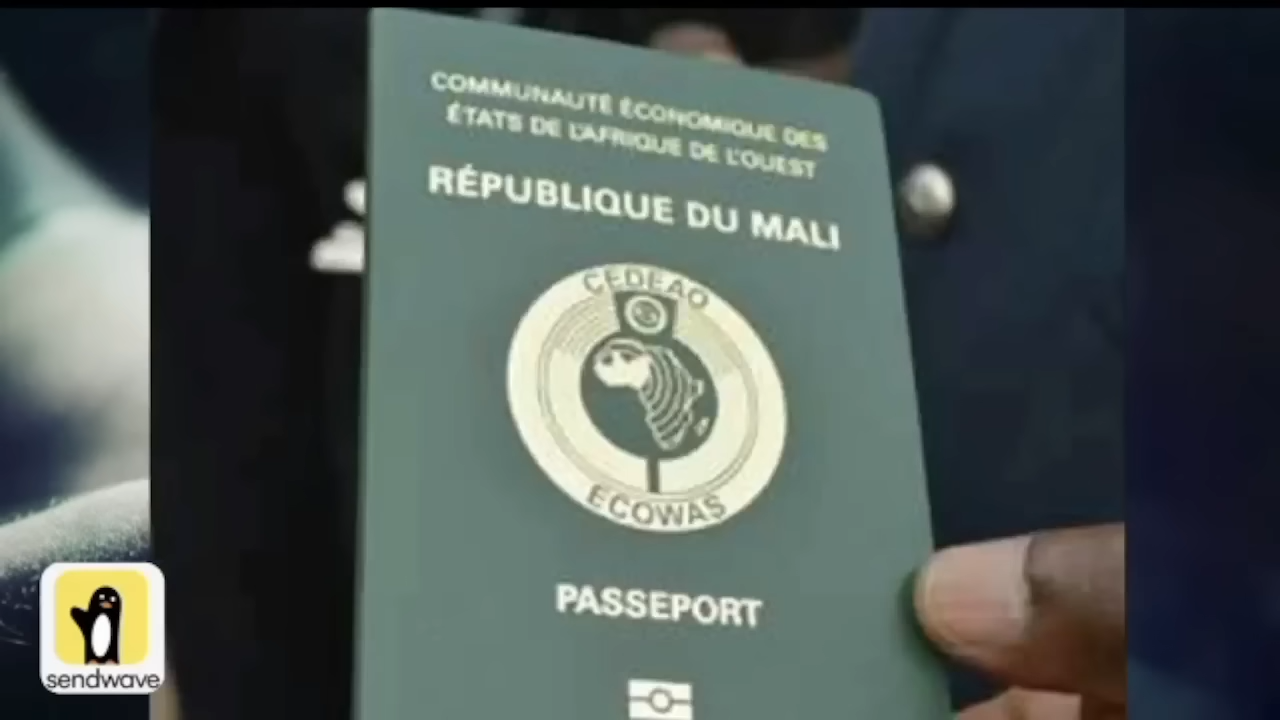 COMMUNAUTÉ ÉCONOMIQUE DES
ÉTATS DE L'AFRIQUE DE L'OUEST
RÉPUBLIQUE DU MALI
CEDEAO
ECOWAS
PASSEPORT
sendwave